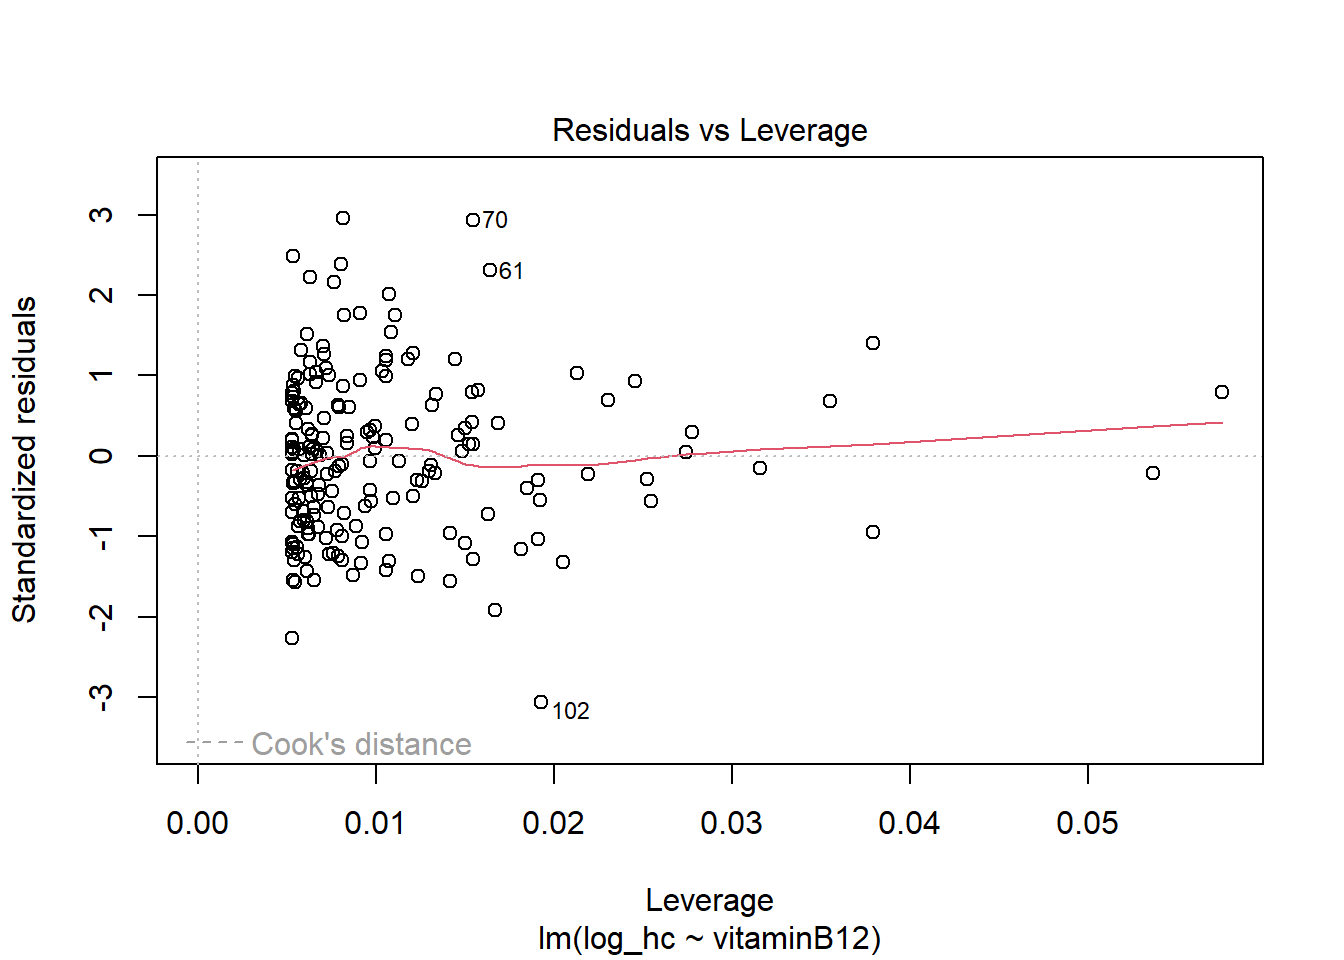 Residuals vs Leverage
Standardized residuals
3
2
1
0
-1
-2
-3
70
61
102
Cook's distance
0.00 0.01 0.02 0.03 0.04 0.05
Leverage
lm(log_hc ~ vitaminB12)